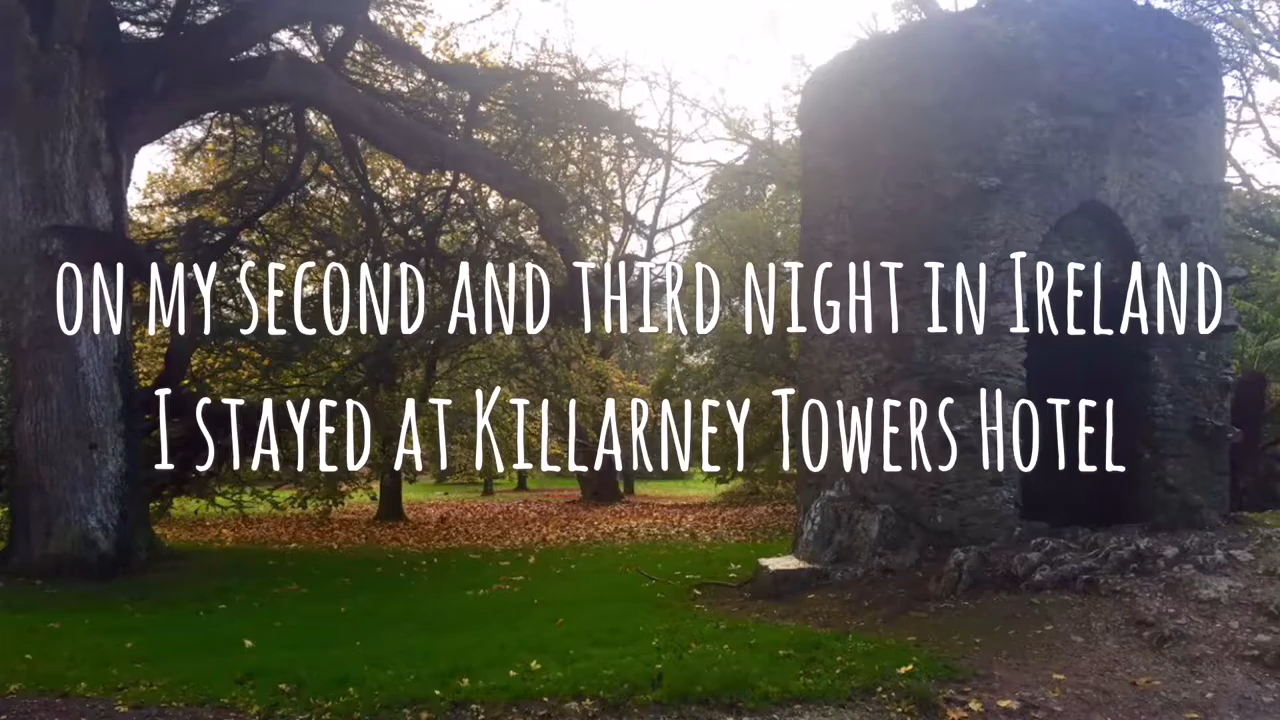 on my second and third night in Ireland
I stayed at Killarney Towers Hotel